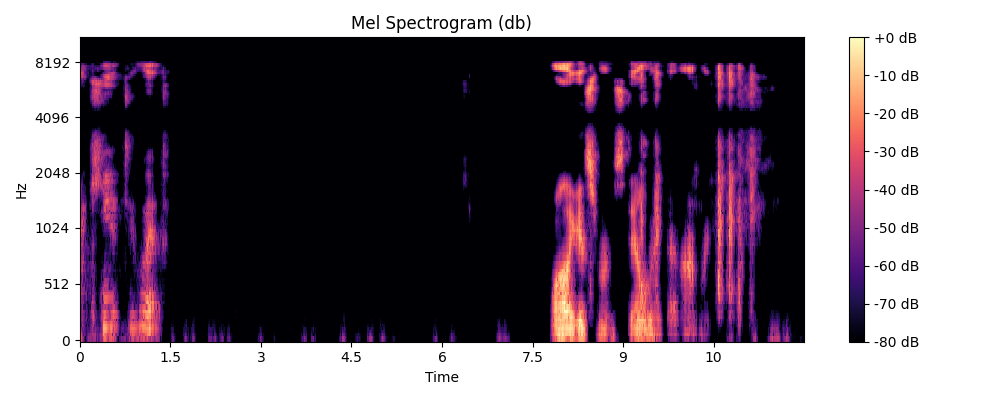 Mel Spectrogram (db)
8192
4096
2048
1024
512
0
Hz
0 1.5 3 4.5 6 7.5 9 10
Time
+0 dB
-10 dB
-20 dB
-30 dB
-40 dB
-50 dB
-60 dB
-70 dB
-80 dB